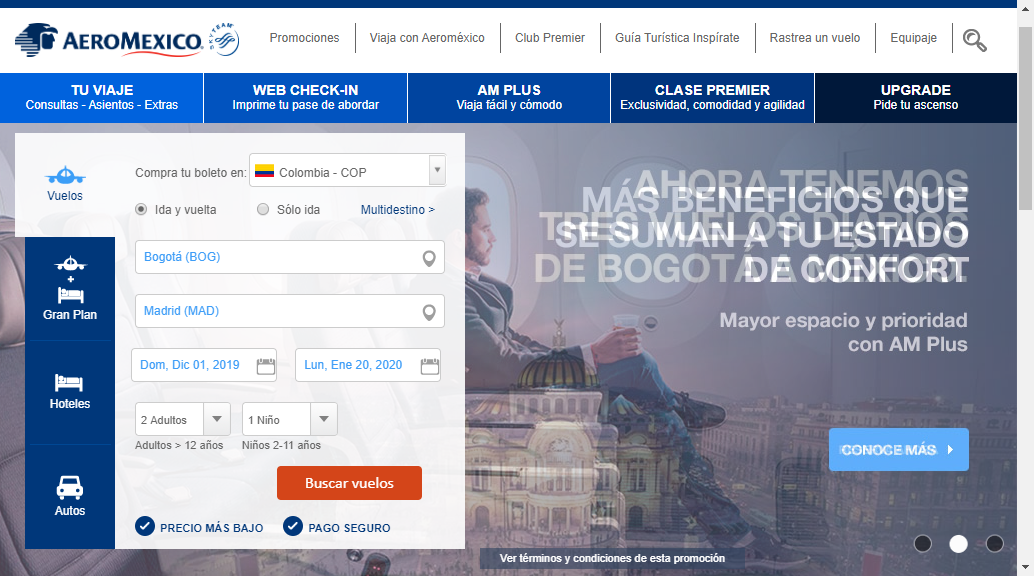 AEROMEXICO
SKYTEAM
Promociones
Viaja con Aeroméxico
Club Premier
Guía Turística Inspírate
Rastrea un vuelo
Equipaje
TU VIAJE
Consultas - Asientos - Extras
WEB CHECK-IN
Imprime tu pase de abordar
AM PLUS
Viaja fácil y cómodo
CLASE PREMIER
Exclusividad, comodidad y agilidad
UPGRADE
Pide tu ascenso
Vuelos
+
Gran Plan
Hoteles
Autos
Compra tu boleto en:
Colombia - COP
Ida y vuelta
Sólo ida
Multidestino >
Bogotá (BOG)
Madrid (MAD)
Dom, Dic 01, 2019
Lun, Ene 20, 2020
2 Adultos
1 Niño
Adultos > 12 años
Niños 2-11 años
Buscar vuelos
PRECIO MÁS BAJO
PAGO SEGURO
AHORA TENEMOS
TRES VUELOS DIARIOS
DE BOGOTÁ A MÉXICO
MÁS BENEFICIOS QUE
SE SUMAN A TU ESTADO
DE CONFORT
Mayor espacio y prioridad
con AM Plus
CONOCE MÁS
Ver términos y condiciones de esta promoción